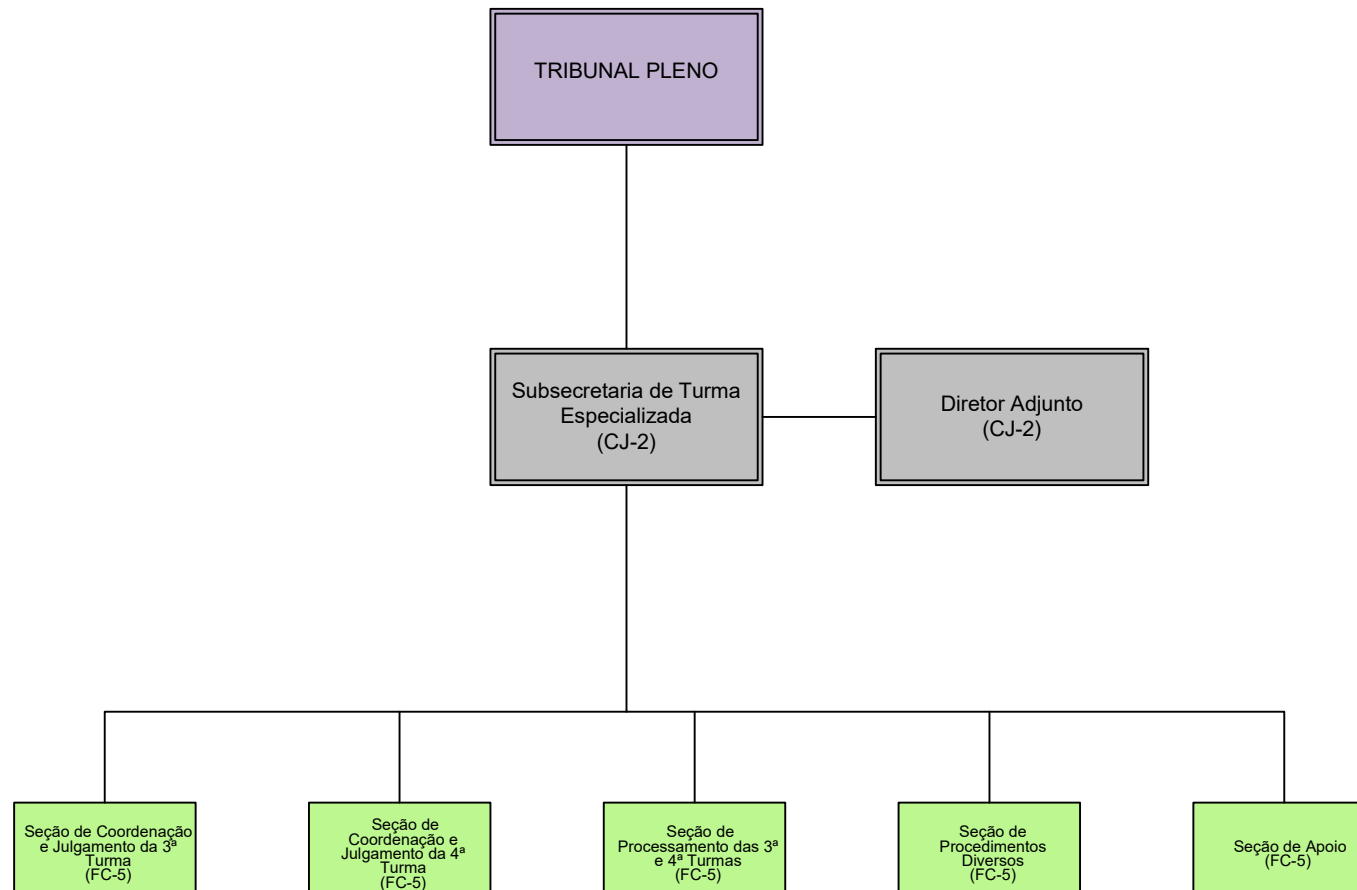 TRIBUNAL PLENO
Subsecretaria de Turma
Especializada
(CJ-2)
Diretor Adjunto
(CJ-2)
Seção de Coordenação
e Julgamento da 3ª
Turma
(FC-5)
Seção de
Coordenação e
Julgamento da 4ª
Turma
(FC-5)
Seção de
Processamento das 3ª
e 4ª Turmas
(FC-5)
Seção de
Procedimentos
Diversos
(FC-5)
Seção de Apoio
(FC-5)